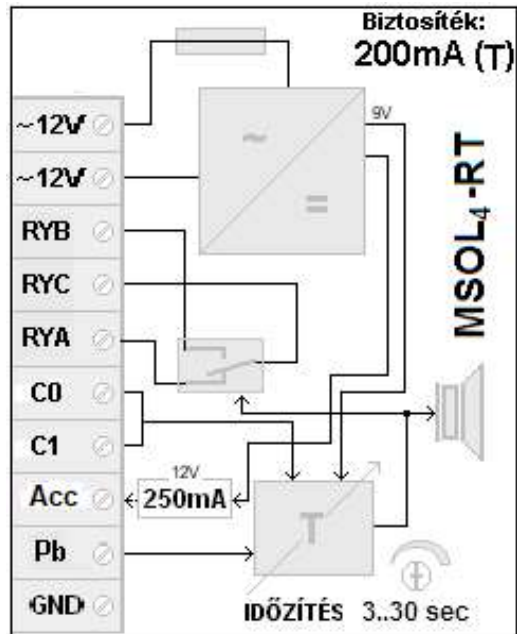 Biztosíték:
200mA (T)
~12V
~12V
RYB
RYC
RYA
C0
C1
Acc
Pb
GND
~
=
9V
MSOL4-RT
12V
250mA
T
IDŐZÍTÉS 3..30 sec